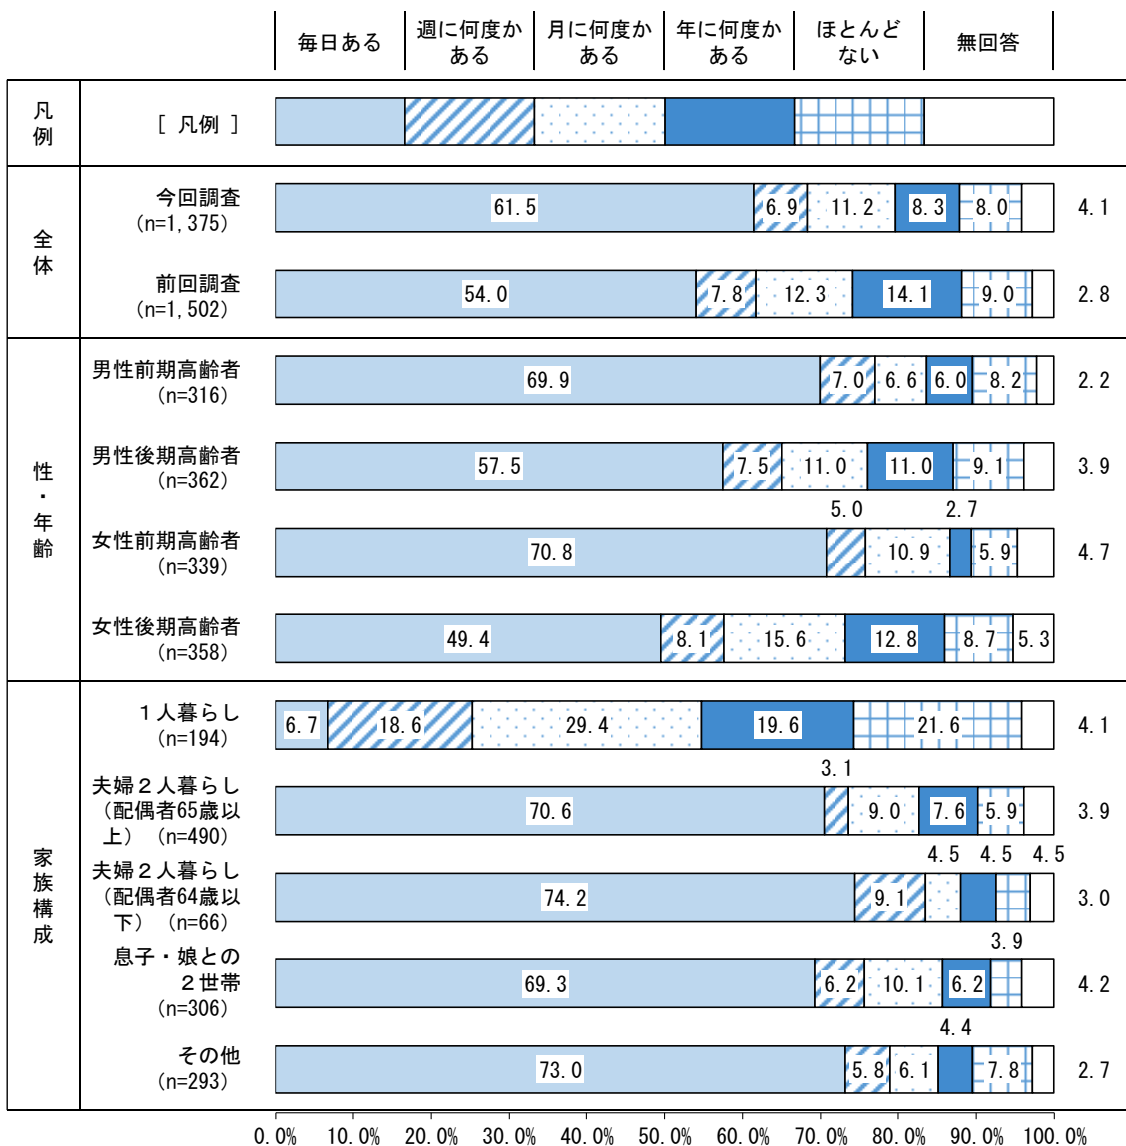 毎日ある
週に何度か
ある
月に何度か
ある
年に何度か
ある
ほとんど
ない
無回答
凡例
[ 凡例 ]
全体
今回調査
(n=1,375)
61.5 6.9 11.2 8.3 8.0 4.1
前回調査
(n=1,502)
54.0 7.8 12.3 14.1 9.0 2.8
性・年齢
男性前期高齢者
(n=316)
69.9 7.0 6.6 6.0 8.2 2.2
男性後期高齢者
(n=362)
57.5 7.5 11.0 11.0 9.1 3.9
女性前期高齢者
(n=339)
70.8 5.0 10.9 2.7 5.9 4.7
女性後期高齢者
(n=358)
49.4 8.1 15.6 12.8 8.7 5.3
家族構成
1人暮らし
(n=194)
6.7 18.6 29.4 19.6 21.6 4.1
夫婦2人暮らし
(配偶者65歳以
上) (n=490)
70.6 3.1 9.0 7.6 5.9 3.9
夫婦2人暮らし
(配偶者64歳以
下) (n=66)
74.2 9.1 4.5 4.5 4.5 3.0
息子・娘との
2世帯
(n=306)
69.3 6.2 10.1 6.2 3.9 4.2
その他
(n=293)
73.0 5.8 6.1 4.4 7.8 2.7
0.0% 10.0% 20.0% 30.0% 40.0% 50.0% 60.0% 70.0% 80.0% 90.0% 100.0%